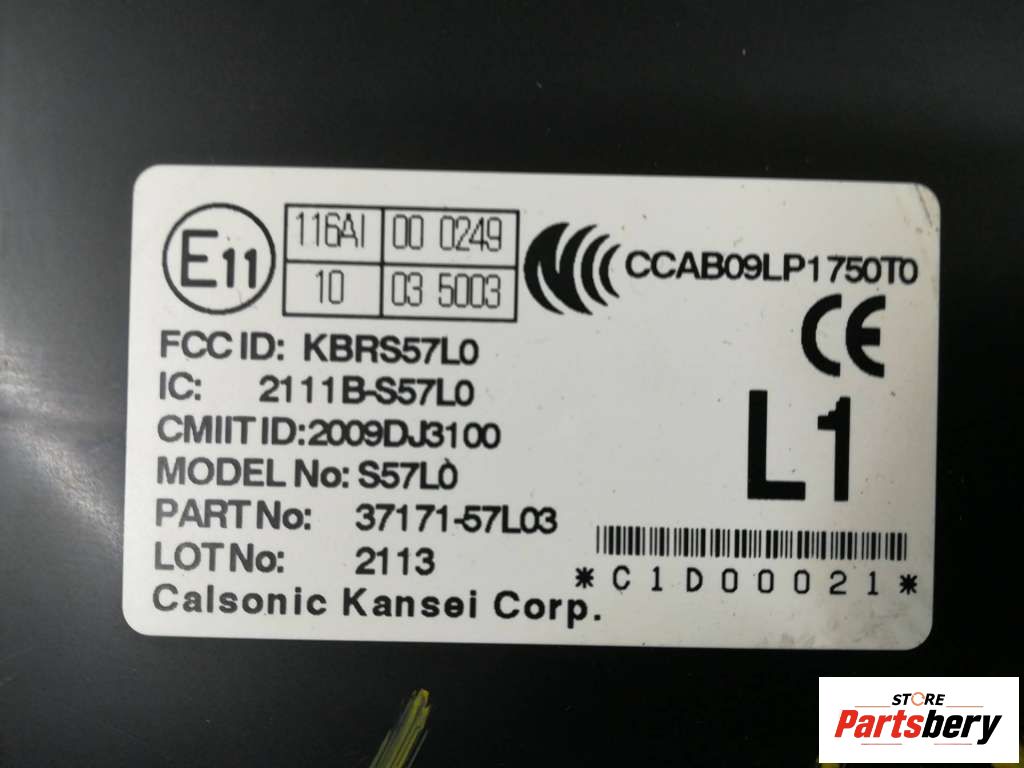 E11
116AI 00 0249
10 03 5003
CCAB09LP1750T0
CE
FCC ID: KBRS57L0
IC: 2111B-S57L0
CMIIT ID:2009DJ3100
MODEL No: S57L0
PART No: 37171-57L03
LOT No: 2113
Calsonic Kansei Corp.
L1
*C1D00021*
STORE
Partsbery